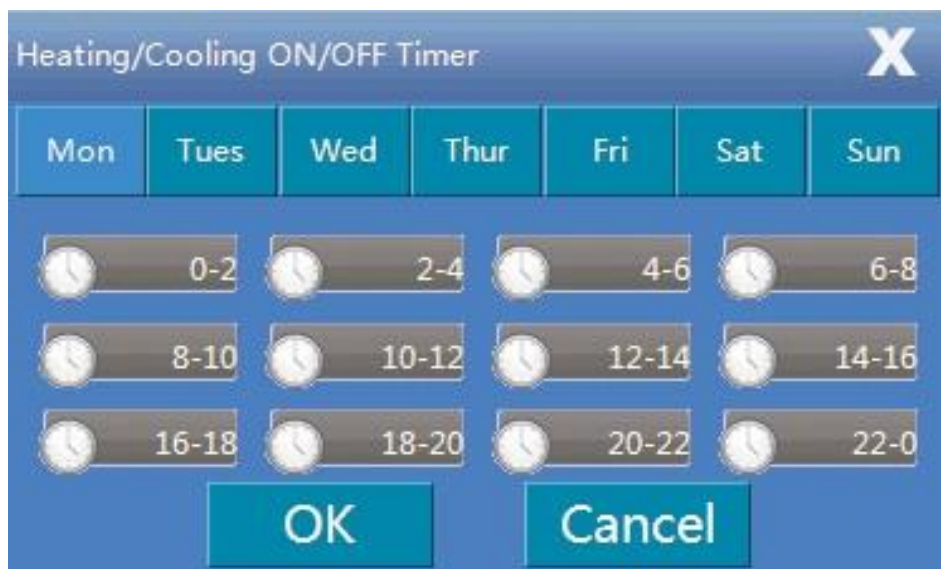 Heating/Cooling ON/OFF Timer X
Mon Tues Wed Thur Fri Sat Sun
0-2 2-4 4-6 6-8
8-10 10-12 12-14 14-16
16-18 18-20 20-22 22-0
OK Cancel